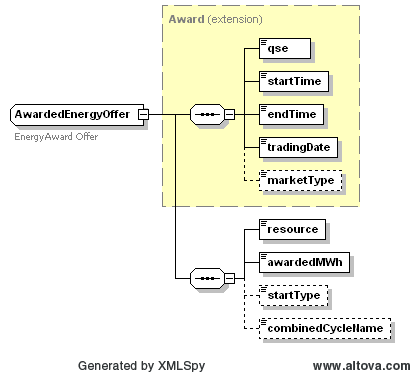 Award (extension)
qse
startTime
endTime
tradingDate
marketType
AwardedEnergyOffer
EnergyAward Offer
resource
awardedMWh
startType
combinedCycleName
Generated by XMLSpy
www.altova.com